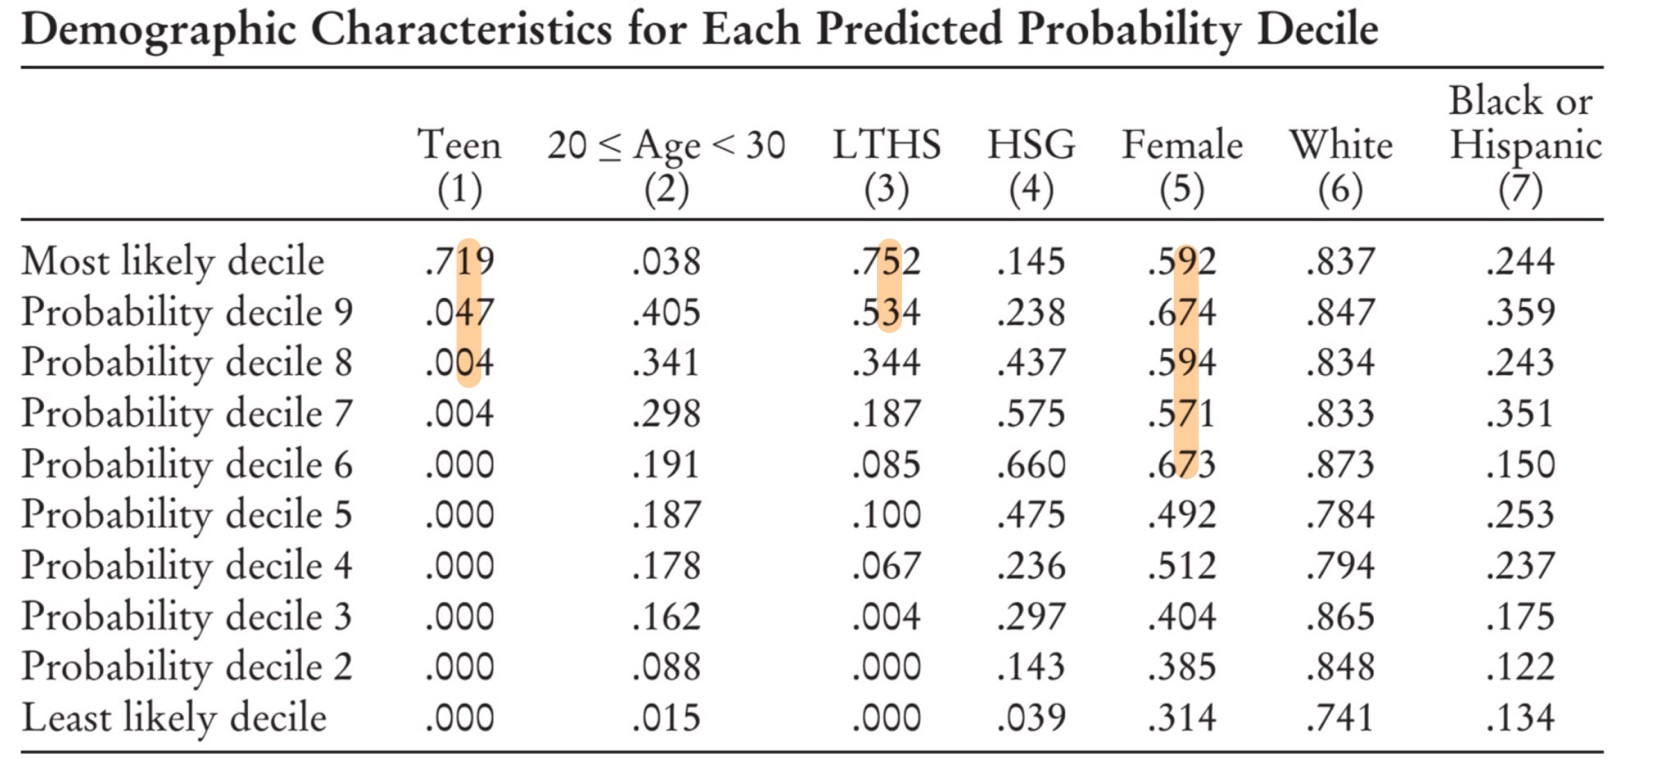 Demographic Characteristics for Each Predicted Probability Decile
Black or
Teen 20 ≤ Age < 30 LTHS HSG Female White Hispanic
(1) (2) (3) (4) (5) (6) (7)
Most likely decile .719 .038 .752 .145 .592 .837 .244
Probability decile 9 .047 .405 .534 .238 .674 .847 .359
Probability decile 8 .004 .341 .344 .437 .594 .834 .243
Probability decile 7 .004 .298 .187 .575 .571 .833 .351
Probability decile 6 .000 .191 .085 .660 .673 .873 .150
Probability decile 5 .000 .187 .100 .475 .492 .784 .253
Probability decile 4 .000 .178 .067 .236 .512 .794 .237
Probability decile 3 .000 .162 .004 .297 .404 .865 .175
Probability decile 2 .000 .088 .000 .143 .385 .848 .122
Least likely decile .000 .015 .000 .039 .314 .741 .134